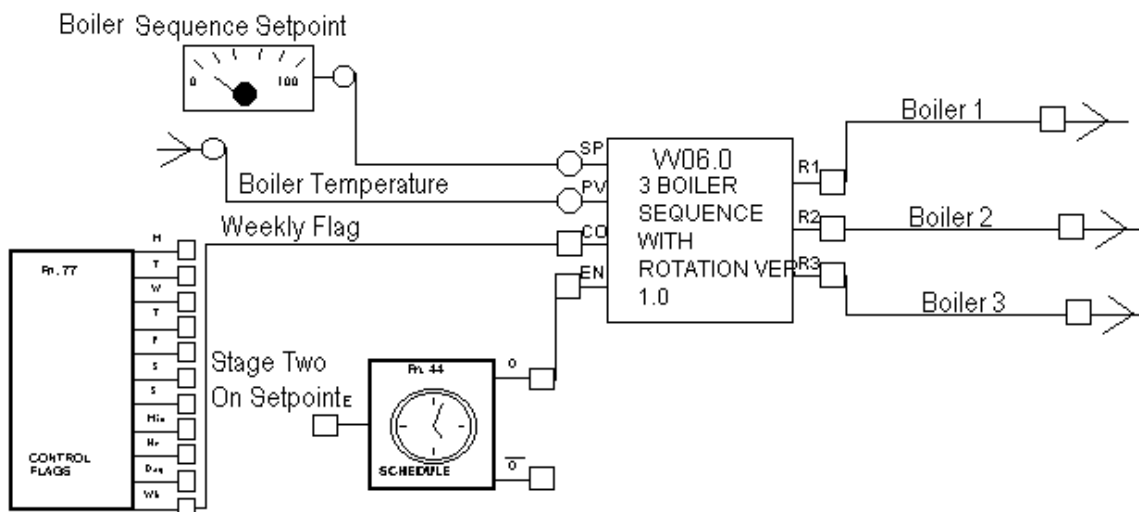 Boiler Sequence Setpoint
0 100
Boiler Temperature
Weekly Flag
Fn. 77
M
T
W
T
F
S
S
Min
Hr
Day
Wk
CONTROL
FLAGS
Stage Two
On Setpoint
E
Fn. 44
SCHEDULE
O
O
SP
PV
CO
EN
W06.0
3 BOILER
SEQUENCE
WITH
ROTATION VER
1.0
R1
R2
R3
Boiler 1
Boiler 2
Boiler 3